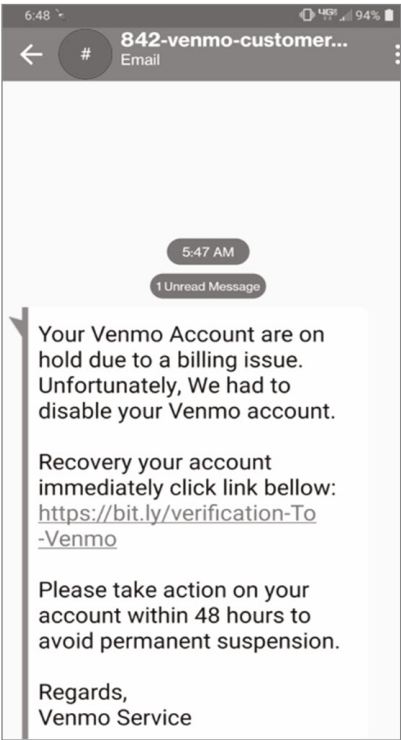 6:48
4G 94%
842-venmo-customer...
#
Email
5:47 AM
1 Unread Message
Your Venmo Account are on
hold due to a billing issue.
Unfortunately, We had to
disable your Venmo account.
Recovery your account
immediately click link bellow:
https://bit.ly/verification-To
-Venmo
Please take action on your
account within 48 hours to
avoid permanent suspension.
Regards,
Venmo Service